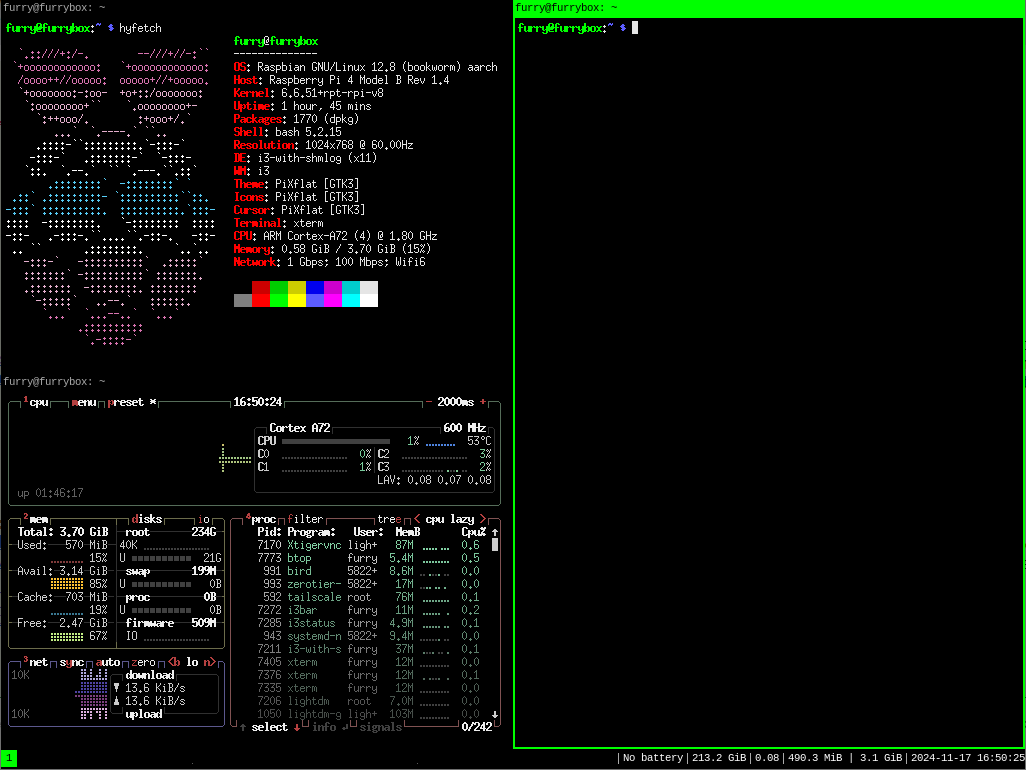 furry@furrybox: ~
furry@furrybox:~ $ hyfetch
furry@furrybox
--------------
OS: Raspbian GNU/Linux 12.8 (bookworm) aarch
Host: Raspberry Pi 4 Model B Rev 1.4
Kernel: 6.6.51+rpt-rpi-v8
Uptime: 1 hour, 45 mins
Packages: 1770 (dpkg)
Shell: bash 5.2.15
Resolution: 1024x768 @ 60.00Hz
DE: i3-with-shmlog (x11)
WM: i3
Theme: PiXflat [GTK3]
Icons: PiXflat [GTK3]
Cursor: PiXflat [GTK3]
Terminal: xterm
CPU: ARM Cortex-A72 (4) @ 1.80 GHz
Memory: 0.58 GiB / 3.70 GiB (15%)
Network: 1 Gbps; 100 Mbps; Wifi6
furry@furrybox: ~
1cpu menu preset * 16:50:24 - 2000ms +
Cortex A72 600 MHz
CPU 1% 53°C
C0 0% C2 3%
C1 1% C3 2%
LAV: 0.08 0.07 0.08
up 01:46:17
2mem disks io
Total: 3.70 GiB root 234G
Used: 570 MiB 40K
15% U 21G
Avail: 3.14 GiB swap 199M
85% U 0B
Cache: 703 MiB proc 0B
19% U 0B
Free: 2.47 GiB firmware 509M
67% IO
3net sync auto zero <b lo n>
10K download
▼ 13.6 KiB/s
▲ 13.6 KiB/s
10K upload
4proc filter tree < cpu lazy >
Pid: Program: User: MemB Cpu% ↑
7170 Xtigervnc ligh+ 87M 0.6
7773 btop furry 5.4M 0.5
991 bird 5822+ 8.6M 0.1
993 zerotier- 5822+ 17M 0.0
592 tailscale root 76M 0.1
7272 i3bar furry 11M 0.2
7285 i3status furry 4.9M 0.1
943 systemd-n 5822+ 9.4M 0.0
7211 i3-with-s furry 37M 0.1
7405 xterm furry 12M 0.0
7376 xterm furry 12M 0.1
7335 xterm furry 12M 0.0
7206 lightdm root 7.0M 0.0
1050 lightdm-g ligh+ 103M 0.0 ↓
↑ select ↓ info ↵ signals 0/242
furry@furrybox: ~
furry@furrybox:~ $
1
|No battery|213.2 GiB|0.08|490.3 MiB | 3.1 GiB|2024-11-17 16:50:25